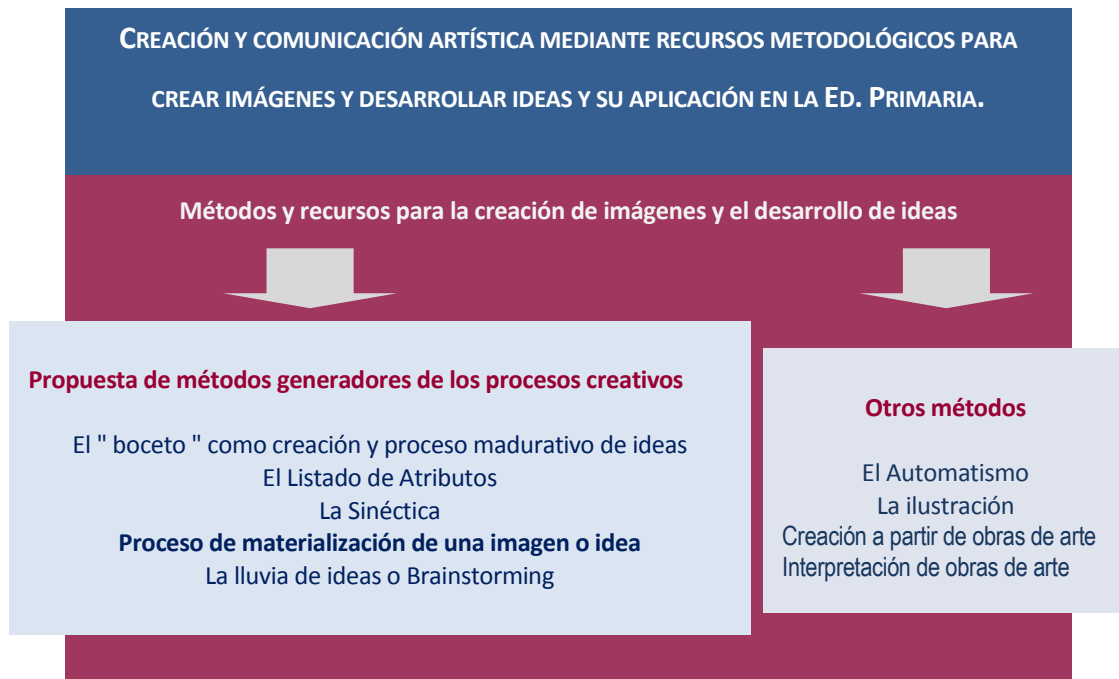 CREACIÓN Y COMUNICACIÓN ARTÍSTICA MEDIANTE RECURSOS METODOLÓGICOS PARA
CREAR IMÁGENES Y DESARROLLAR IDEAS Y SU APLICACIÓN EN LA ED. PRIMARIA.
Métodos y recursos para la creación de imágenes y el desarrollo de ideas
Propuesta de métodos generadores de los procesos creativos
El " boceto " como creación y proceso madurativo de ideas
El Listado de Atributos
La Sinéctica
Proceso de materialización de una imagen o idea
La lluvia de ideas o Brainstorming
Otros métodos
El Automatismo
La ilustración
Creación a partir de obras de arte
Interpretación de obras de arte